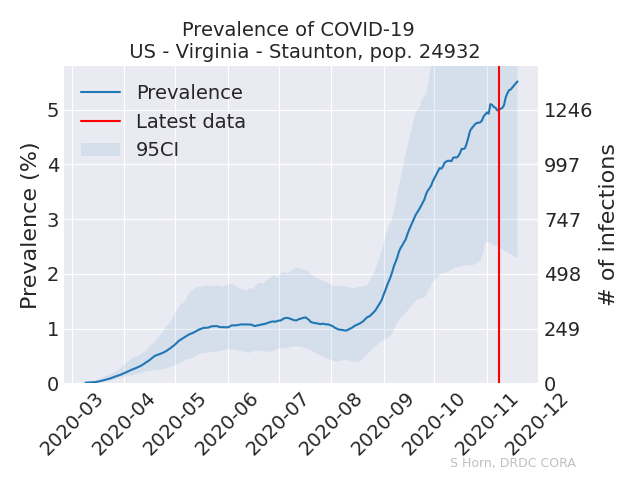 Prevalence of COVID-19
US - Virginia - Staunton, pop. 24932
Prevalence
Latest data
95CI
Prevalence (%)
5
4
3
2
1
0
1246
997
747
498
249
0
# of infections
2020-03
2020-04
2020-05
2020-06
2020-07
2020-08
2020-09
2020-10
2020-11
2020-12
S Horn, DRDC CORA